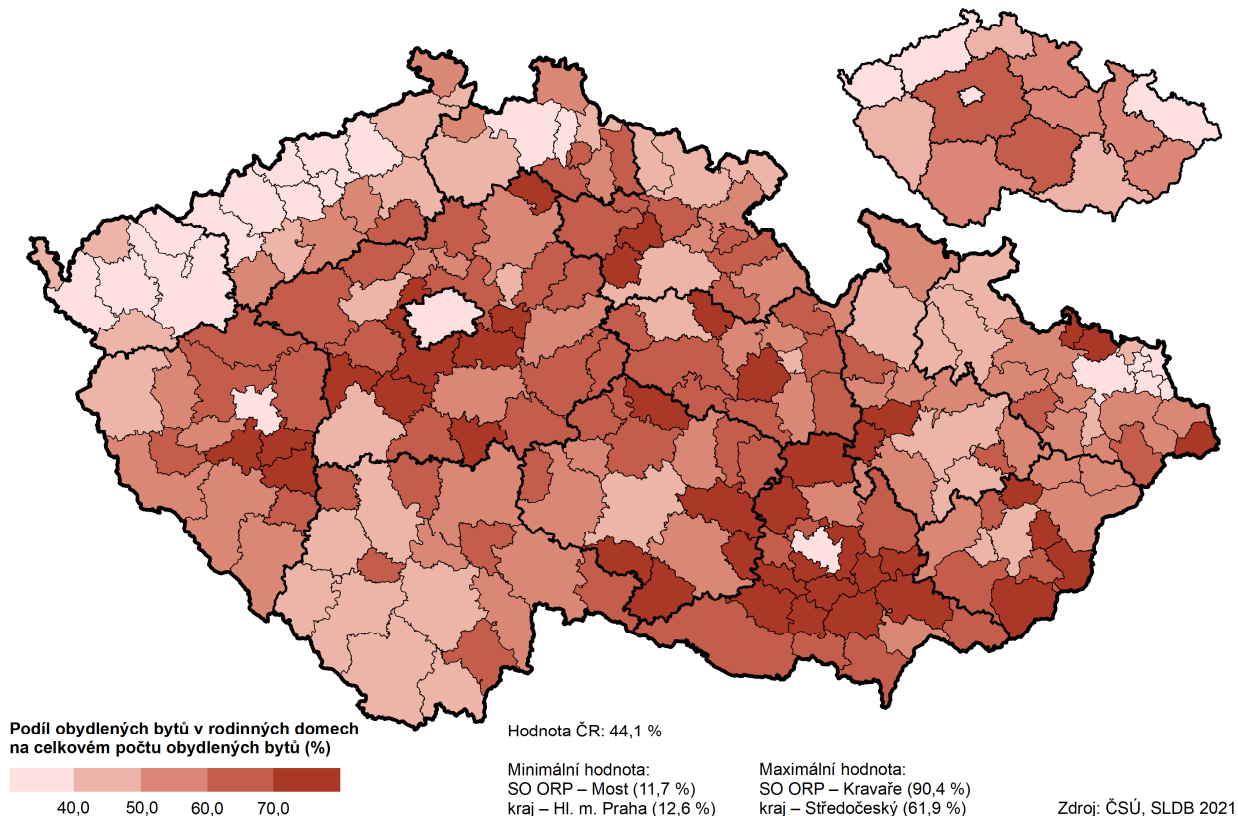 Podíl obydlených bytů v rodinných domech
na celkovém počtu obydlených bytů (%)
40,0 50,0 60,0 70,0
Hodnota ČR: 44,1 %
Minimální hodnota:
SO ORP – Most (11,7 %)
kraj – Hl. m. Praha (12,6 %)
Maximální hodnota:
SO ORP – Kravaře (90,4 %)
kraj – Středočeský (61,9 %)
Zdroj: ČSÚ, SLDB 2021